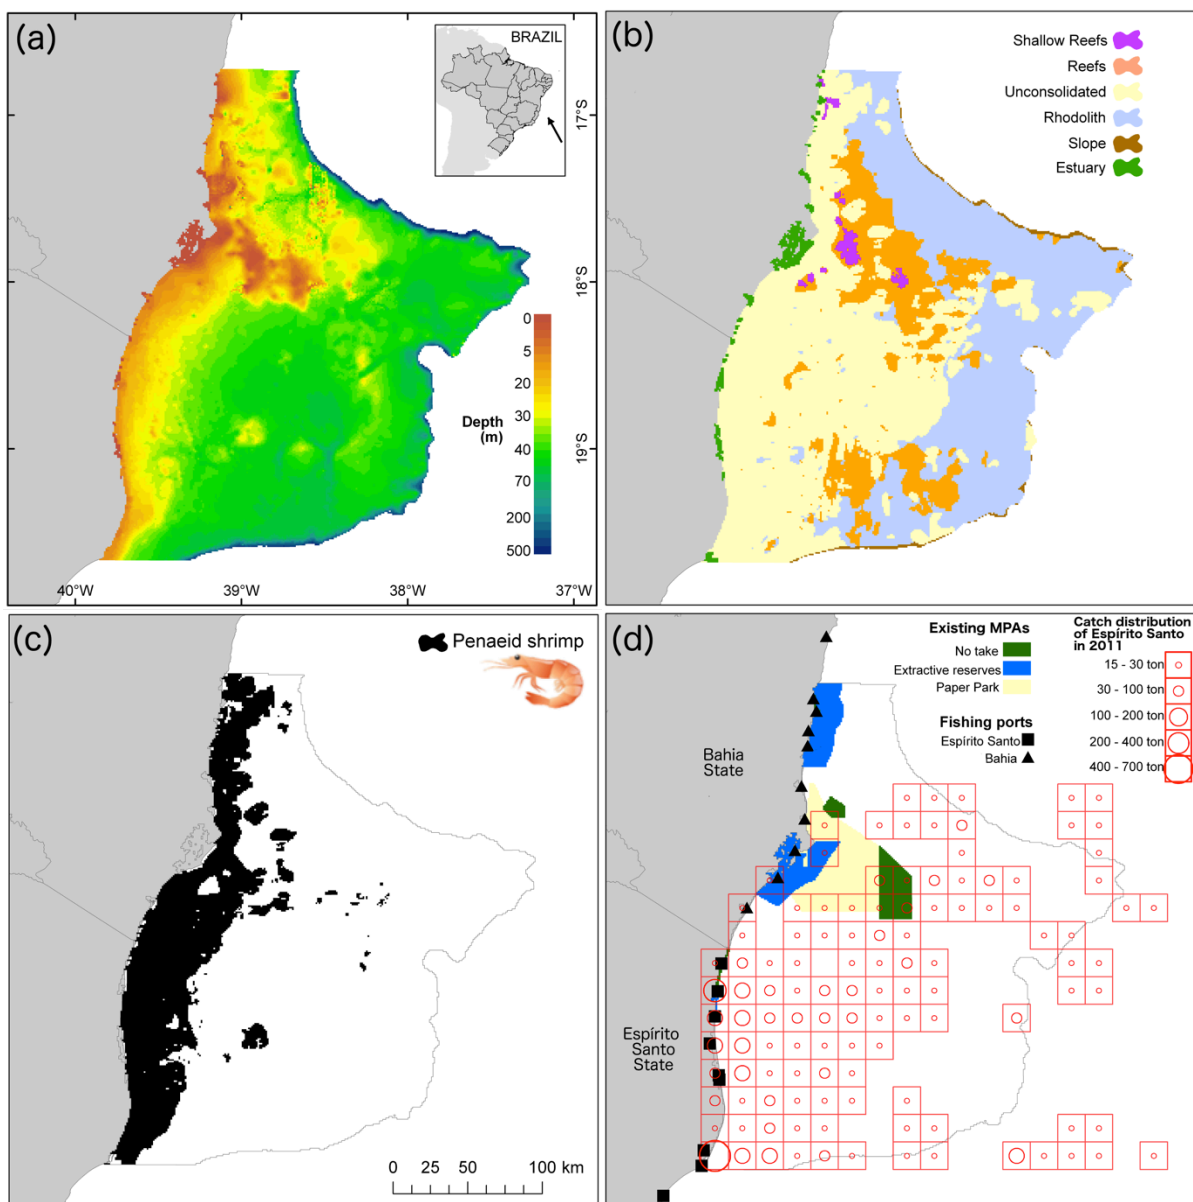 (a)
BRAZIL
17°S
18°S
19°S
0
5
20
30
40
70
200
500
Depth
(m)
40°W
39°W
38°W
37°W
(b)
Shallow Reefs
Reefs
Unconsolidated
Rhodolith
Slope
Estuary
(c)
Penaeid shrimp
0 25 50 100 km
(d)
Existing MPAs
No take
Extractive reserves
Paper Park
Fishing ports
Espírito Santo
Bahia
Catch distribution
of Espírito Santo
in 2011
15 - 30 ton
30 - 100 ton
100 - 200 ton
200 - 400 ton
400 - 700 ton
Bahia
State
Espírito
Santo
State